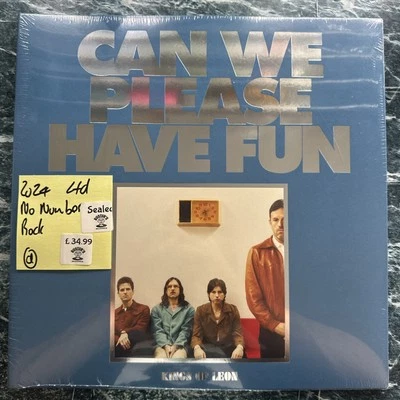 CAN WE
PLEASE
HAVE FUN
2024 Ltd
No Number
Rock
Sealed
£34.99
KINGS OF LEON